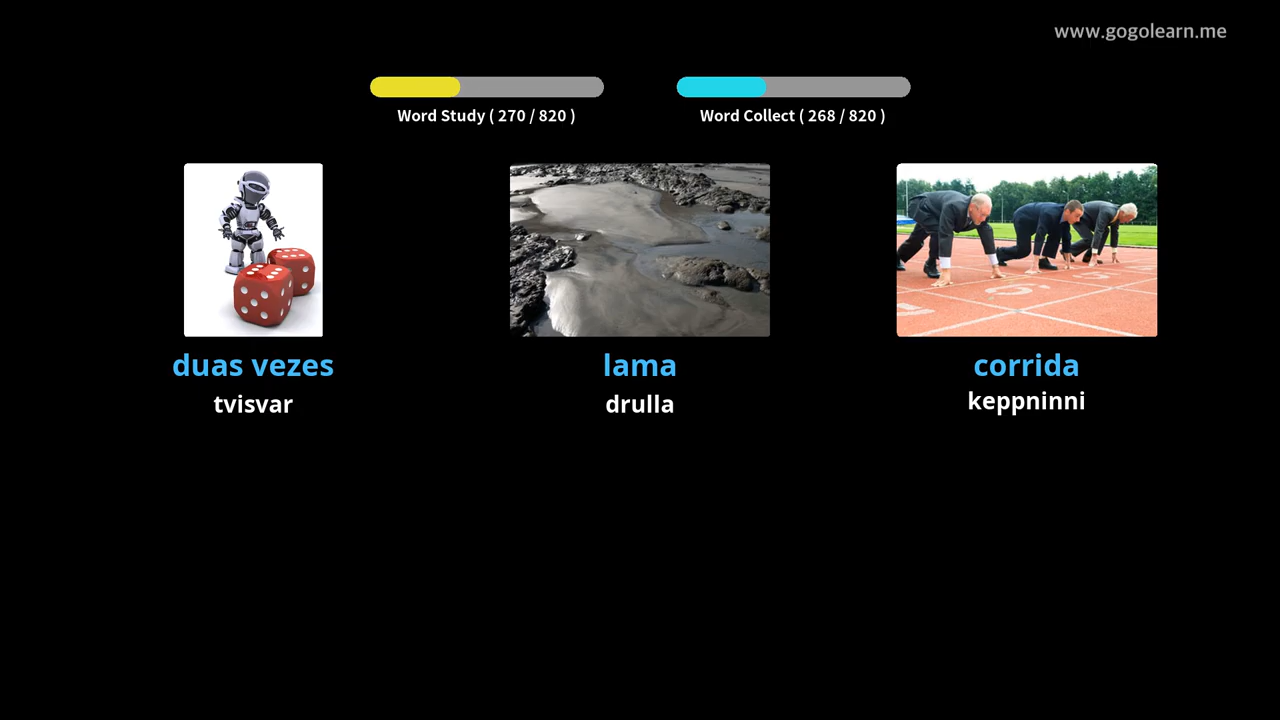 www.gogolearn.me
Word Study ( 270 / 820 )
Word Collect ( 268 / 820 )
duas vezes
tvisvar
lama
drulla
corrida
keppninni